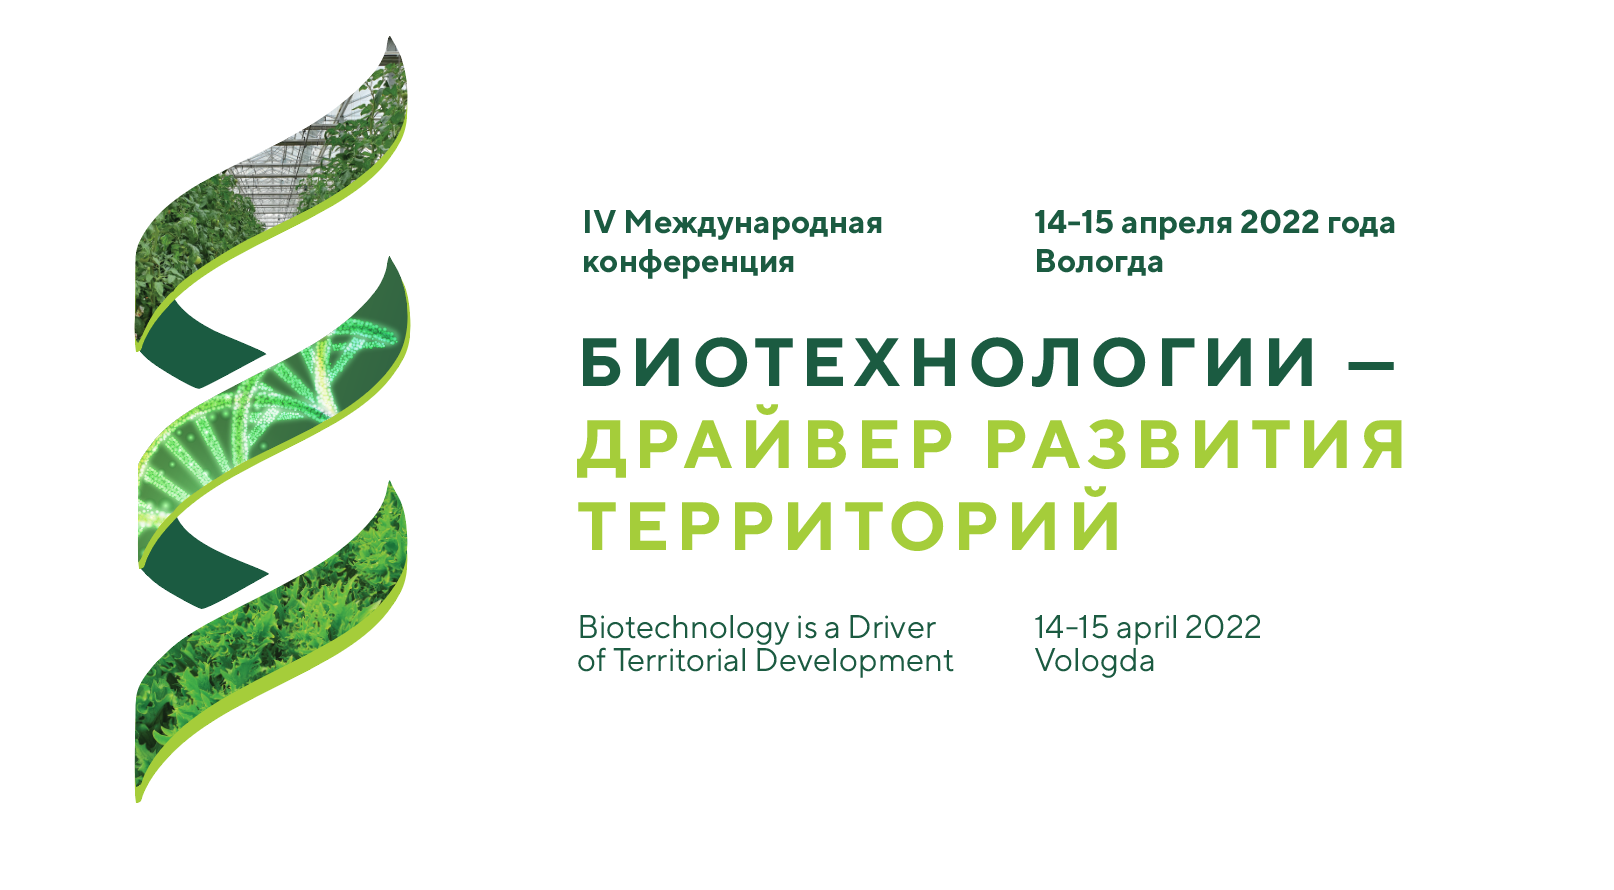 IV Международная
конференция
14-15 апреля 2022 года
Вологда
БИОТЕХНОЛОГИИ —
ДРАЙВЕР РАЗВИТИЯ
ТЕРРИТОРИЙ
Biotechnology is a Driver
of Territorial Development
14-15 april 2022
Vologda